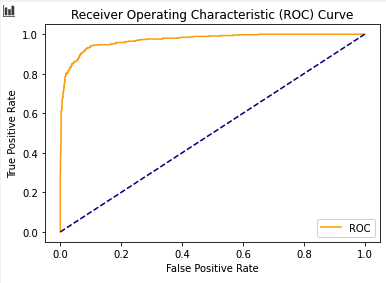 Receiver Operating Characteristic (ROC) Curve
1.0
0.8
0.6
0.4
0.2
0.0
True Positive Rate
ROC
0.0 0.2 0.4 0.6 0.8 1.0
False Positive Rate